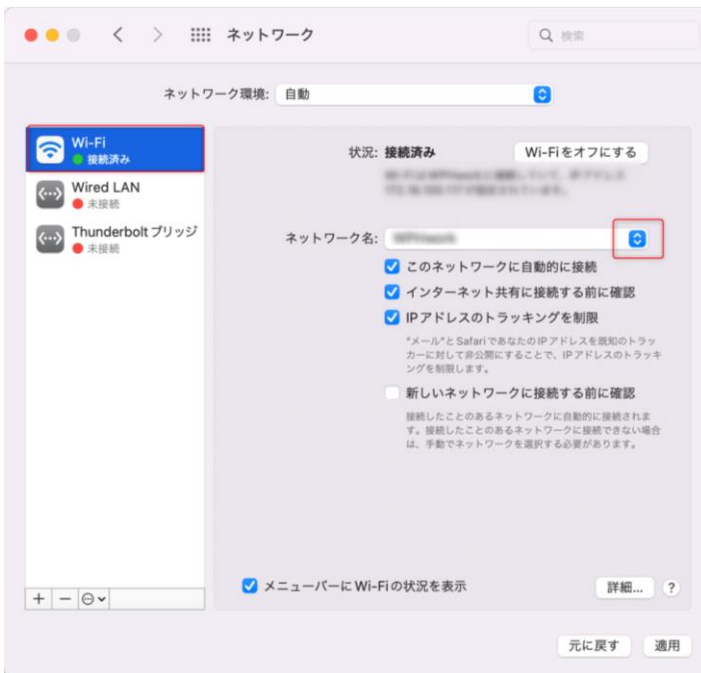 ネットワーク
検索
ネットワーク環境: 自動
Wi-Fi
接続済み
Wired LAN
未接続
Thunderbolt ブリッジ
未接続
状況: 接続済み
Wi-Fiをオフにする
ネットワーク名:
このネットワークに自動的に接続
インターネット共有に接続する前に確認
IPアドレスのトラッキングを制限
"メール"とSafariであなたのIPアドレスを既知のトラッ
カーに対して非公開にすることで、IPアドレスのトラッキ
ングを制限します。
新しいネットワークに接続する前に確認
接続したことのあるネットワークに自動的に接続されま
す。接続したことのあるネットワークに接続できない場合
は、手動でネットワークを選択する必要があります。
メニューバーにWi-Fiの状況を表示
詳細...
?
元に戻す
適用